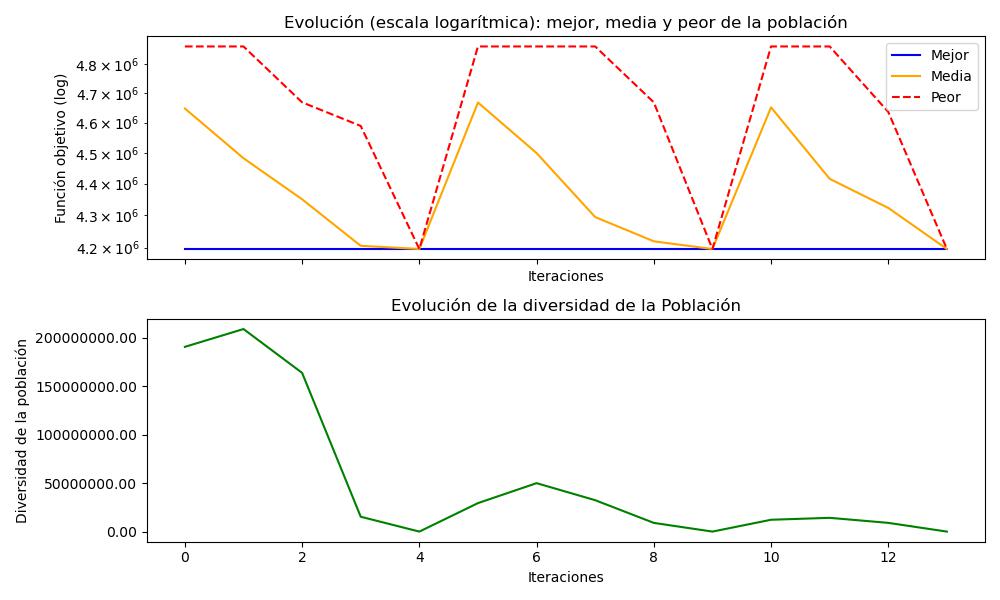 Evolución (escala logarítmica): mejor, media y peor de la población
Función objetivo (log)
4.8 × 10⁶
4.7 × 10⁶
4.6 × 10⁶
4.5 × 10⁶
4.4 × 10⁶
4.3 × 10⁶
4.2 × 10⁶
Mejor
Media
Peor
Iteraciones
Evolución de la diversidad de la Población
Diversidad de la población
200000000.00
150000000.00
100000000.00
50000000.00
0.00
0 2 4 6 8 10 12
Iteraciones